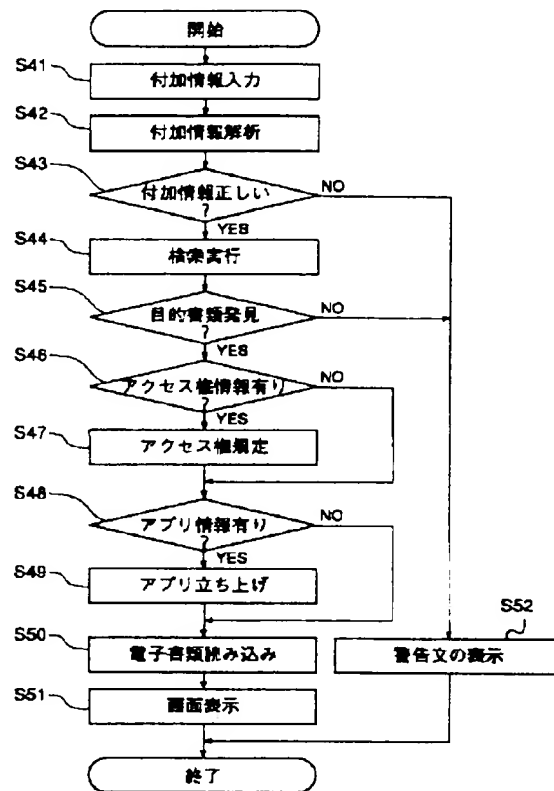 開始
S41
付加情報入力
S42
付加情報解析
S43
付加情報正しい
?
NO
YES
S44
検索実行
S45
目的書類発見
?
NO
YES
S46
アクセス権情報有り
?
NO
YES
S47
アクセス権規定
S48
アプリ情報有り
?
NO
YES
S49
アプリ立ち上げ
S50
電子書類読み込み
S52
警告文の表示
S51
画面表示
終了